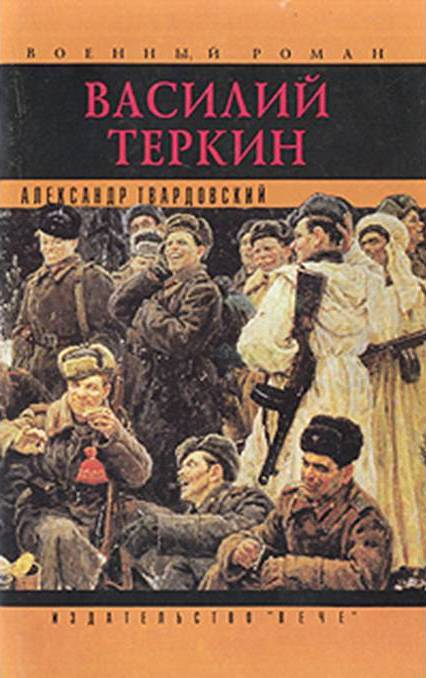 ВОЕННЫЙ РОМАН
ВАСИЛИЙ
ТЕРКИН
АЛЕКСАНДР ТВАРДОВСКИЙ
ИЗДАТЕЛЬСТВО "ВЕЧЕ"